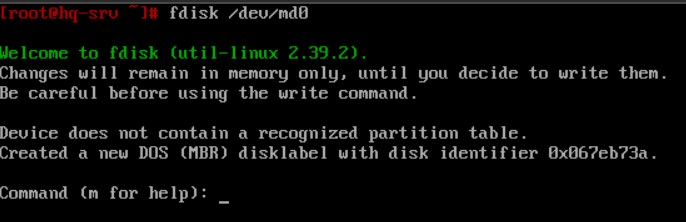 [root@hq-srv ~]# fdisk /dev/md0
Welcome to fdisk (util-linux 2.39.2).
Changes will remain in memory only, until you decide to write them.
Be careful before using the write command.
Device does not contain a recognized partition table.
Created a new DOS (MBR) disklabel with disk identifier 0x067eb73a.
Command (m for help): _